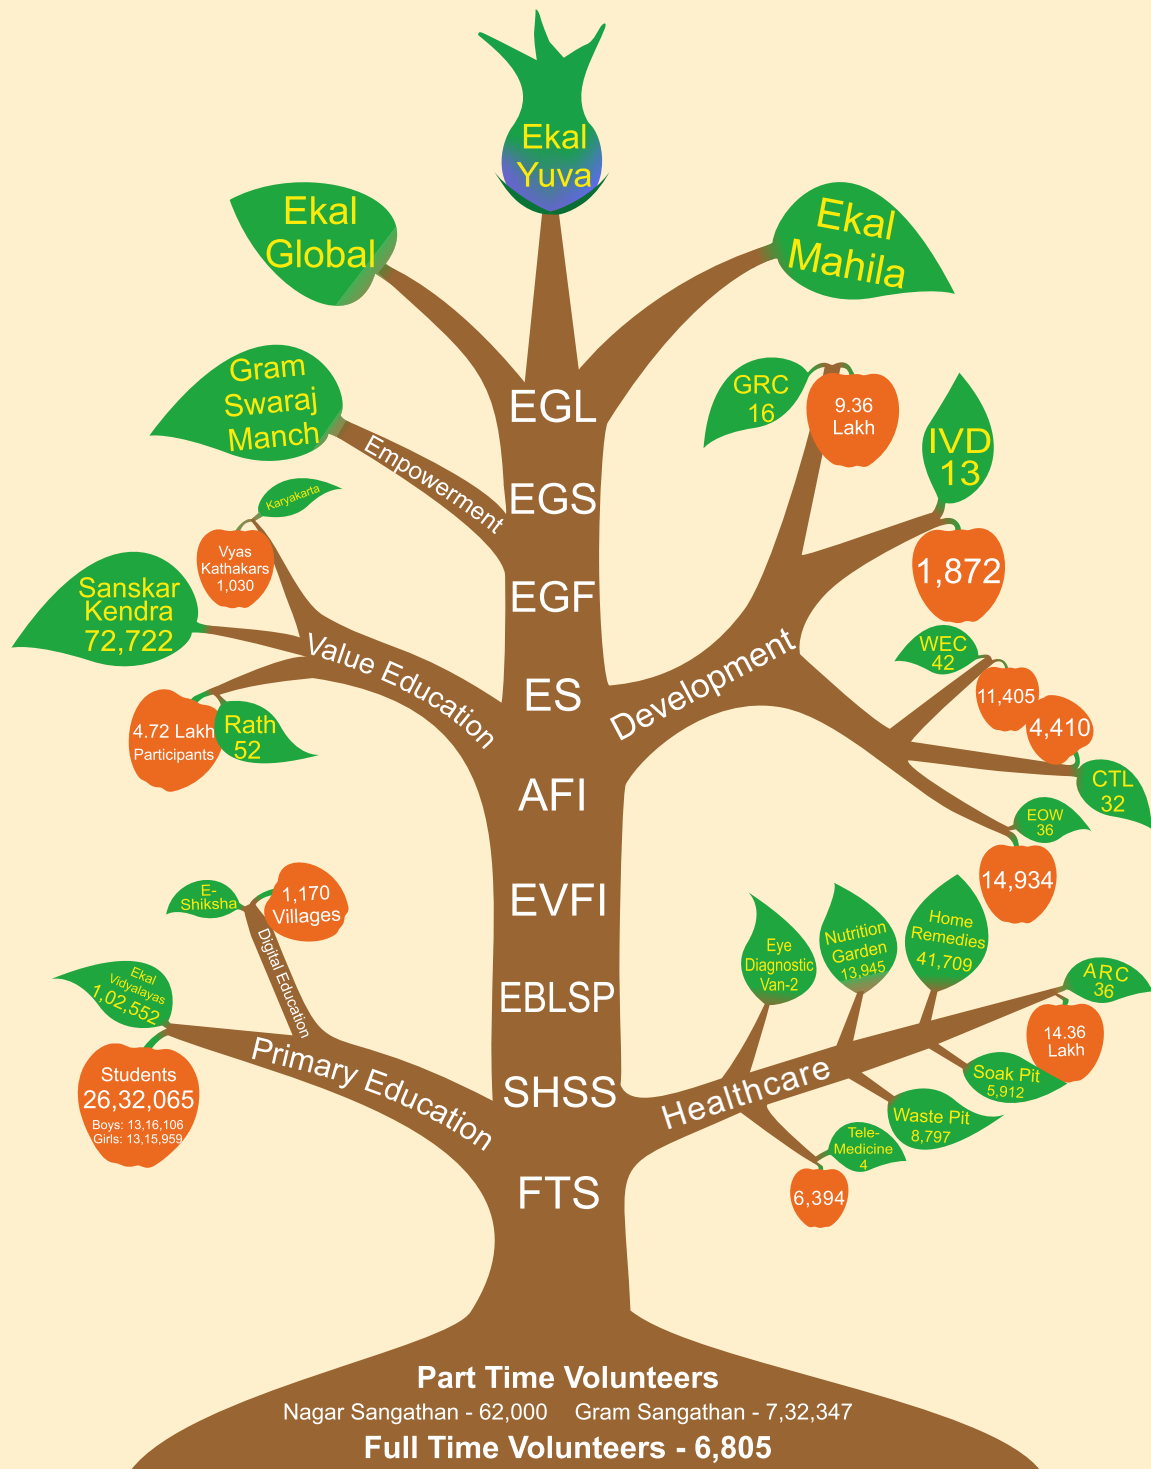 Ekal
Yuva
Ekal
Global
Ekal
Mahila
Gram
Swaraj
Manch
Empowerment
GRC
16
9.36
Lakh
IVD
13
1,872
Karyakarta
Vyas
Kathakars
1,030
Sanskar
Kendra
72,722
Value Education
4.72 Lakh
Participants
Rath
52
Development
WEC
42
11,405
4,410
CTL
32
EOW
36
14,934
EGL
EGS
EGF
ES
AFI
EVFI
EBLSP
SHSS
FTS
E-
Shiksha
1,170
Villages
Digital Education
Ekal
Vidyalayas
1,02,552
Primary Education
Students
26,32,065
Boys: 13,16,106
Girls: 13,15,959
Eye
Diagnostic
Van-2
Nutrition
Garden
13,945
Home
Remedies
41,709
ARC
36
14.36
Lakh
Healthcare
Soak Pit
5,912
Waste Pit
8,797
Tele-
Medicine
4
6,394
Part Time Volunteers
Nagar Sangathan - 62,000 Gram Sangathan - 7,32,347
Full Time Volunteers - 6,805